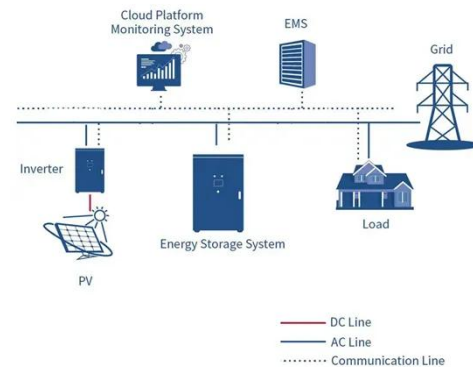 Cloud Platform
Monitoring System
EMS
Grid
Inverter
Energy Storage System
Load
PV
DC Line
AC Line
Communication Line